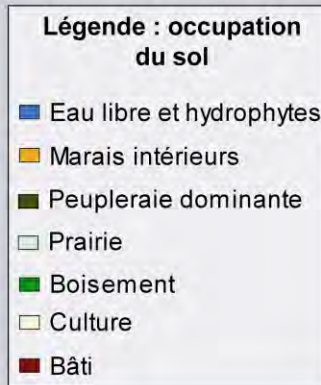 Légende : occupation
du sol
Eau libre et hydrophytes
Marais intérieurs
Peupleraie dominante
Prairie
Boisement
Culture
Bâti